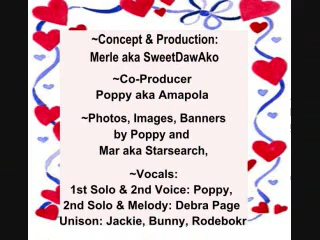 ~Concept & Production:
Merle aka SweetDawAko
~Co-Producer
Poppy aka Amapola
~Photos, Images, Banners
by Poppy and
Mar aka Starsearch,
~Vocals:
1st Solo & 2nd Voice: Poppy,
2nd Solo & Melody: Debra Page
Unison: Jackie, Bunny, Rodebokr